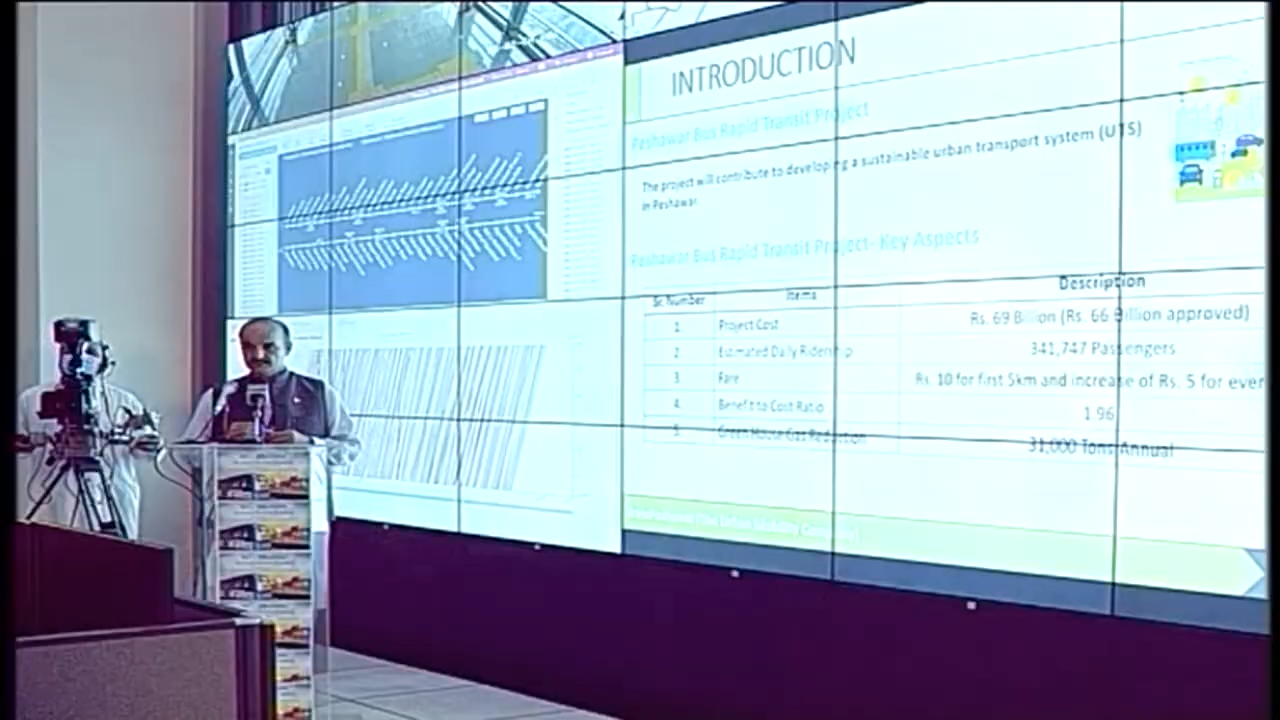 INTRODUCTION
Peshawar Bus Rapid Transit Project
The project will contribute to developing a sustainable urban transport system (UTS)
in Peshawar.
Peshawar Bus Rapid Transit Project- Key Aspects
Sr. Number Items Description
1. Project Cost Rs. 69 Billion (Rs. 66 Billion approved)
2. Estimated Daily Ridership 341,747 Passengers
3. Fare Rs. 10 for first 5km and increase of Rs. 5 for ever
4. Benefit to Cost Ratio 1.96
5. Green House Gas Reduction 31,000 Tons Annual